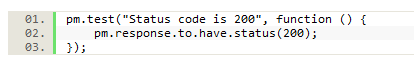 01. pm.test("Status code is 200", function () {
02.     pm.response.to.have.status(200);
03. });